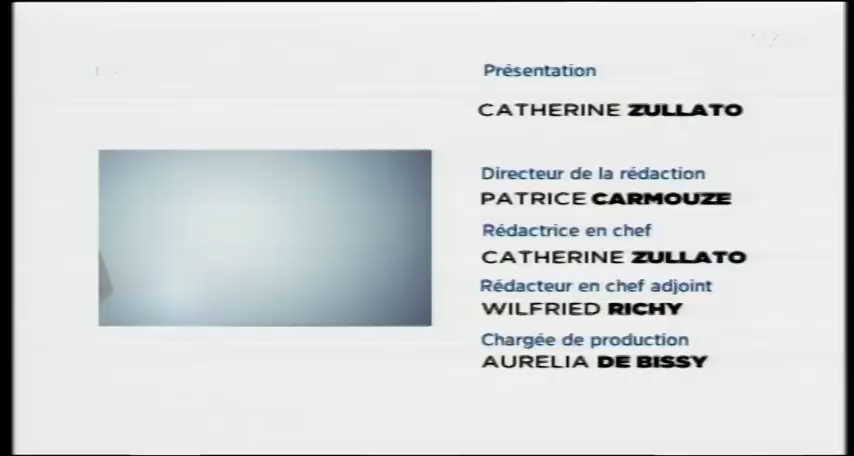 Présentation
CATHERINE ZULLATO
Directeur de la rédaction
PATRICE CARMOUZE
Rédactrice en chef
CATHERINE ZULLATO
Rédacteur en chef adjoint
WILFRIED RICHY
Chargée de production
AURELIA DE BISSY